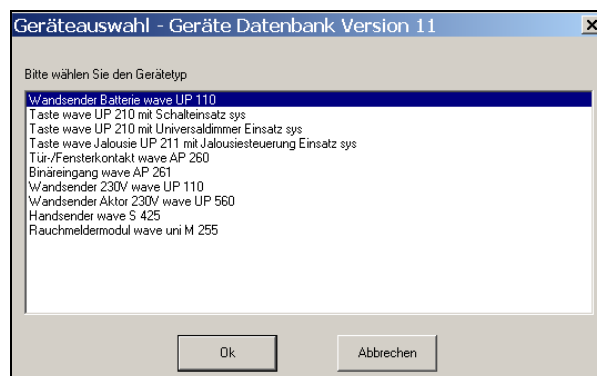 Geräteauswahl - Geräte Datenbank Version 11
Bitte wählen Sie den Gerätetyp
Wandsender Batterie wave UP 110
Taste wave UP 210 mit Schalteinsatz sys
Taste wave UP 210 mit Universaldimmer Einsatz sys
Taste wave Jalousie UP 211 mit Jalousiesteuerung Einsatz sys
Tür-/Fensterkontakt wave AP 260
Binäreingang wave AP 261
Wandsender 230V wave UP 110
Wandsender Aktor 230V wave UP 560
Handsender wave S 425
Rauchmeldermodul wave uni M 255
Ok Abbrechen